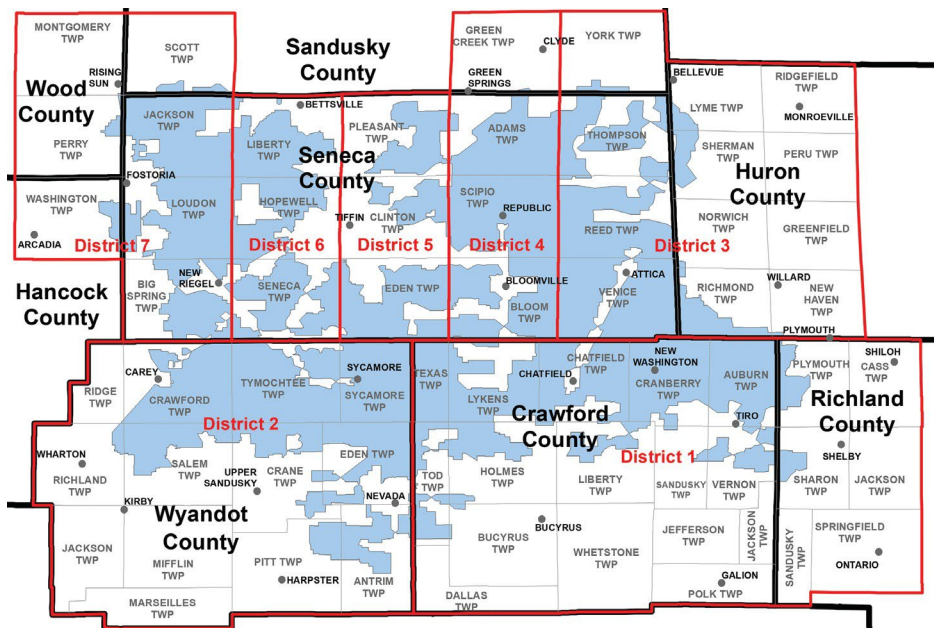 MONTGOMERY
TWP
SCOTT
TWP
Sandusky
County
GREEN
CREEK TWP
CLYDE
YORK TWP
RISING
SUN
Wood
County
GREEN
SPRINGS
BELLEVUE
RIDGEFIELD
TWP
BETTSVILLE
JACKSON
TWP
LYME TWP
MONROEVILLE
PERRY
TWP
LIBERTY
TWP
PLEASANT
TWP
Seneca
County
ADAMS
TWP
THOMPSON
TWP
SHERMAN
TWP
PERU TWP
Huron
County
FOSTORIA
WASHINGTON
TWP
LOUDON
TWP
HOPEWELL
TWP
TIFFIN
CLINTON
TWP
SCIPIO
TWP
REPUBLIC
REED TWP
NORWICH
TWP
GREENFIELD
TWP
ARCADIA
District 7
District 6
District 5
District 4
District 3
Hancock
County
BIG
SPRING
TWP
NEW
RIEGEL
SENECA
TWP
EDEN TWP
BLOOMVILLE
BLOOM
TWP
VENICE
TWP
ATTICA
RICHMOND
TWP
WILLARD
NEW
HAVEN
TWP
PLYMOUTH
RIDGE
TWP
CAREY
CRAWFORD
TWP
TYMOCHTEE
TWP
SYCAMORE
SYCAMORE
TWP
TEXAS
TWP
LYKENS
TWP
CHATFIELD
TWP
CHATFIELD
NEW
WASHINGTON
CRANBERRY
TWP
AUBURN
TWP
PLYMOUTH
TWP
SHILOH
CASS
TWP
Richland
County
District 2
Crawford
County
TIRO
District 1
WHARTON
RICHLAND
TWP
SALEM
TWP
UPPER
SANDUSKY
CRANE
TWP
EDEN TWP
TOD
TWP
HOLMES
TWP
LIBERTY
TWP
SANDUSKY
TWP
VERNON
TWP
SHELBY
SHARON
TWP
JACKSON
TWP
KIRBY
NEVADA
Wyandot
County
BUCYRUS
BUCYRUS
TWP
WHETSTONE
TWP
JEFFERSON
TWP
JACKSON
TWP
SANDUSKY
TWP
SPRINGFIELD
TWP
ONTARIO
JACKSON
TWP
MIFFLIN
TWP
PITT TWP
HARPSTER
ANTRIM
TWP
MARSEILLES
TWP
DALLAS
TWP
GALION
POLK TWP